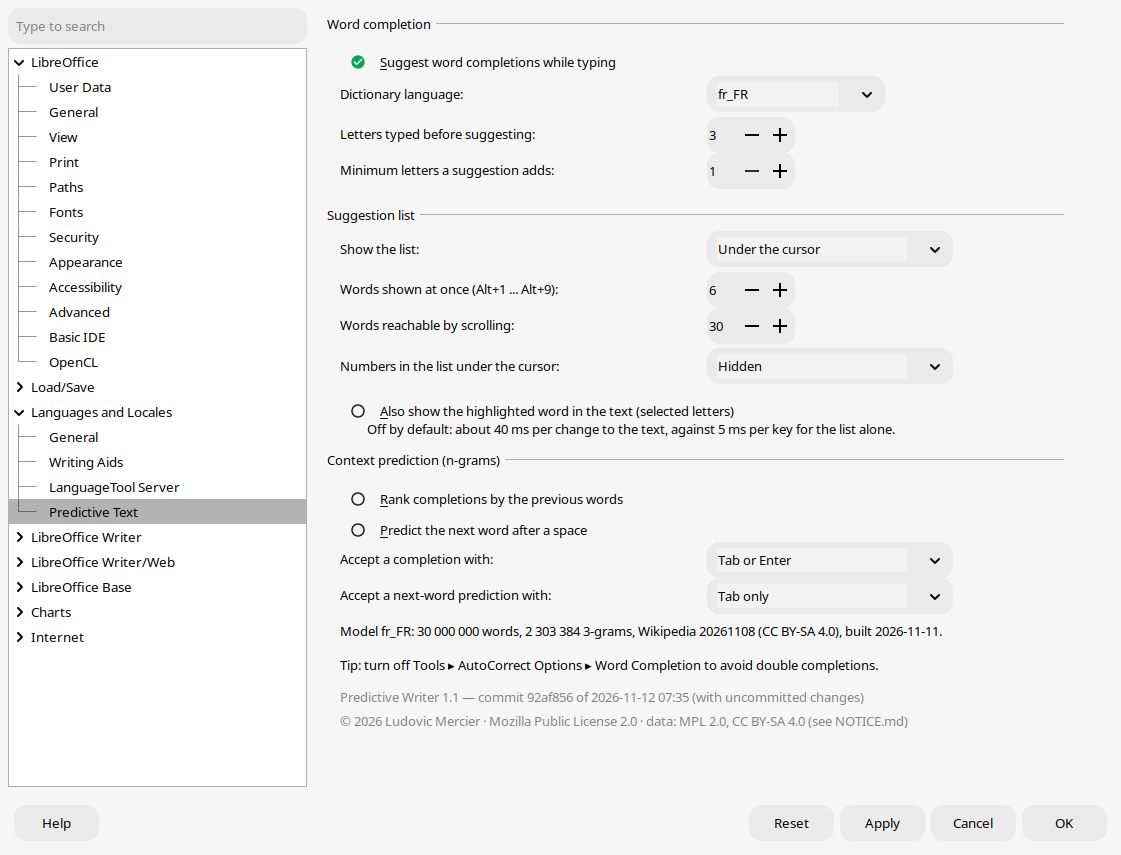 Type to search
LibreOffice
User Data
General
View
Print
Paths
Fonts
Security
Appearance
Accessibility
Advanced
Basic IDE
OpenCL
Load/Save
Languages and Locales
General
Writing Aids
LanguageTool Server
Predictive Text
LibreOffice Writer
LibreOffice Writer/Web
LibreOffice Base
Charts
Internet
Word completion
Suggest word completions while typing
Dictionary language: fr_FR
Letters typed before suggesting: 3
Minimum letters a suggestion adds: 1
Suggestion list
Show the list: Under the cursor
Words shown at once (Alt+1 ... Alt+9): 6
Words reachable by scrolling: 30
Numbers in the list under the cursor: Hidden
Also show the highlighted word in the text (selected letters)
Off by default: about 40 ms per change to the text, against 5 ms per key for the list alone.
Context prediction (n-grams)
Rank completions by the previous words
Predict the next word after a space
Accept a completion with: Tab or Enter
Accept a next-word prediction with: Tab only
Model fr_FR: 30 000 000 words, 2 303 384 3-grams, Wikipedia 20261108 (CC BY-SA 4.0), built 2026-11-11.
Tip: turn off Tools ▸ AutoCorrect Options ▸ Word Completion to avoid double completions.
Predictive Writer 1.1 — commit 92af856 of 2026-11-12 07:35 (with uncommitted changes)
© 2026 Ludovic Mercier · Mozilla Public License 2.0 · data: MPL 2.0, CC BY-SA 4.0 (see NOTICE.md)
Help
Reset
Apply
Cancel
OK